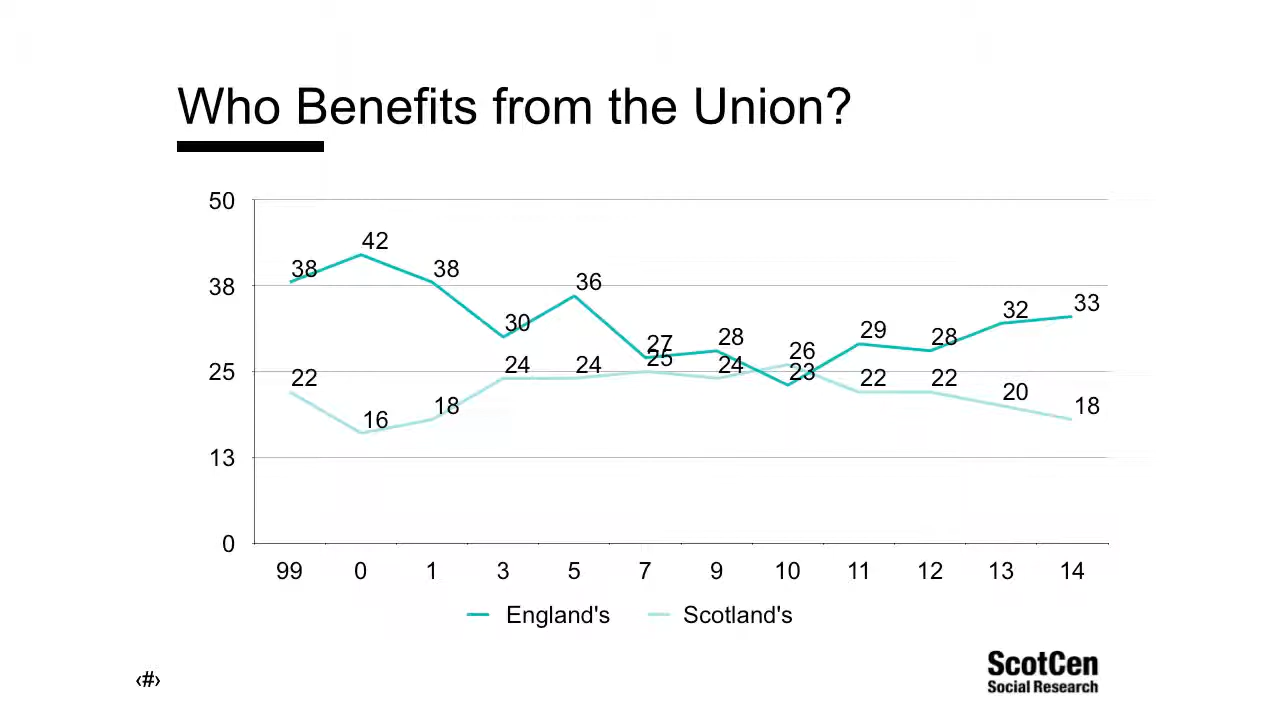 Who Benefits from the Union?
50
38
25
13
0
38 42 38 30 36 27 28 23 29 28 32 33
22 16 18 24 24 25 24 26 22 22 20 18
99 0 1 3 5 7 9 10 11 12 13 14
England's Scotland's
‹#›
ScotCen
Social Research